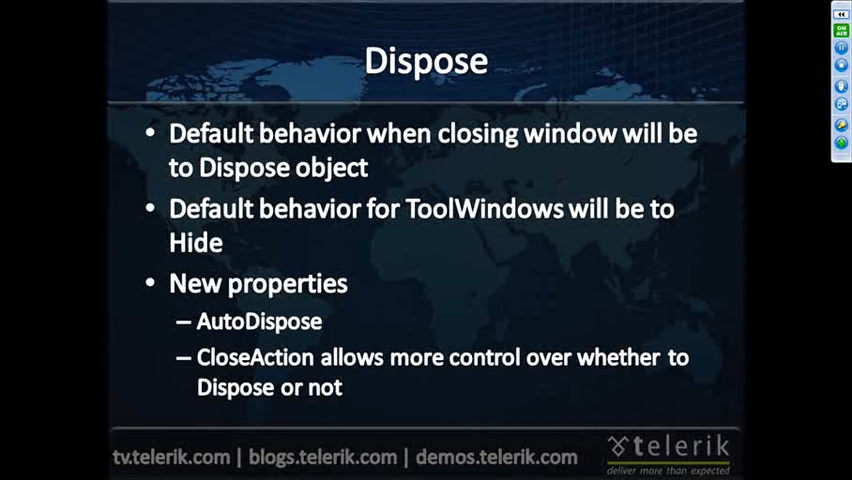 Dispose
• Default behavior when closing window will be
to Dispose object
• Default behavior for ToolWindows will be to
Hide
• New properties
– AutoDispose
– CloseAction allows more control over whether to
Dispose or not
tv.telerik.com | blogs.telerik.com | demos.telerik.com
telerik
deliver more than expected
ON
AIR